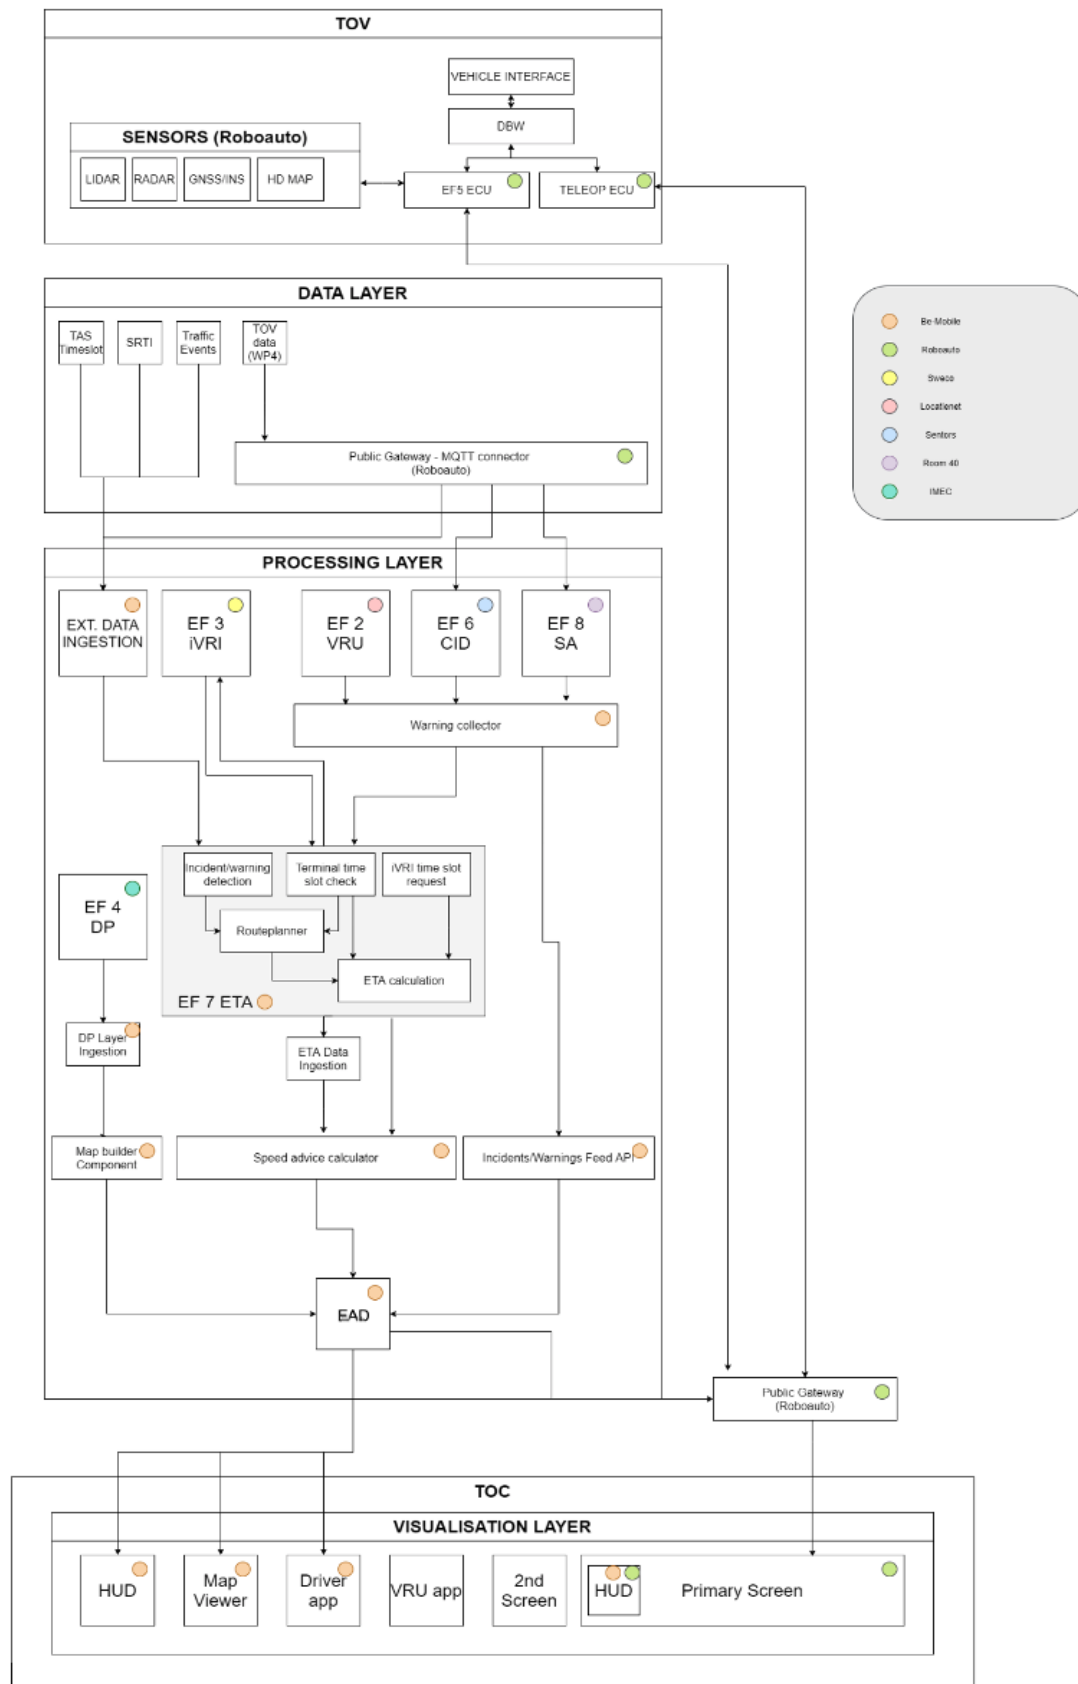 TOV
VEHICLE INTERFACE
DBW
SENSORS (Roboauto)
LIDAR
RADAR
GNSS/INS
HD MAP
EF5 ECU
TELEOP ECU
DATA LAYER
TAS
Timeslot
SRTI
Traffic
Events
TOV
data
(WP4)
Public Gateway - MQTT connector
(Roboauto)
Be-Mobile
Roboauto
Sweco
Locatienet
Sentors
Room 40
IMEC
PROCESSING LAYER
EXT. DATA
INGESTION
EF 3
iVRI
EF 2
VRU
EF 6
CID
EF 8
SA
Warning collector
Incident/warning
detection
Terminal time
slot check
iVRI time slot
request
Routeplanner
ETA calculation
EF 7 ETA
EF 4
DP
DP Layer
Ingestion
ETA Data
Ingestion
Map builder
Component
Speed advice calculator
Incidents/Warnings Feed API
EAD
Public Gateway
(Roboauto)
TOC
VISUALISATION LAYER
HUD
Map
Viewer
Driver
app
VRU app
2nd
Screen
HUD
Primary Screen